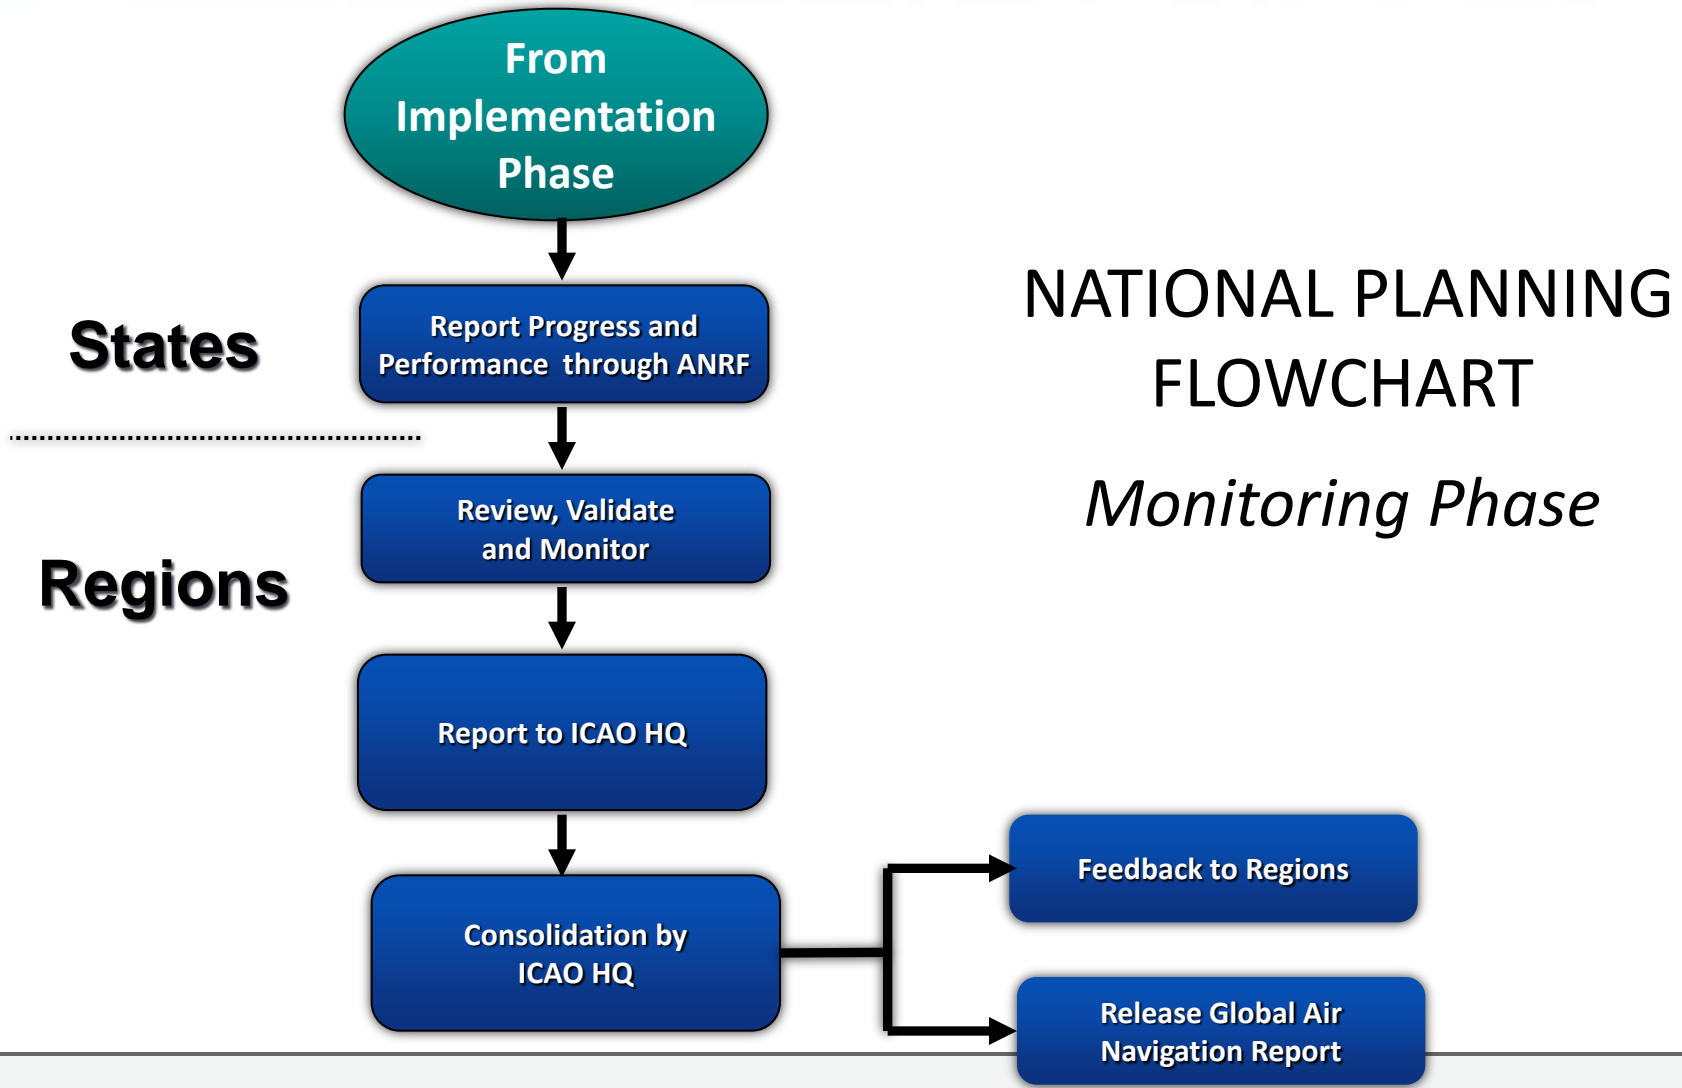 From
Implementation
Phase
States
Report Progress and
Performance through ANRF
NATIONAL PLANNING
FLOWCHART
Monitoring Phase
Regions
Review, Validate
and Monitor
Report to ICAO HQ
Consolidation by
ICAO HQ
Feedback to Regions
Release Global Air
Navigation Report